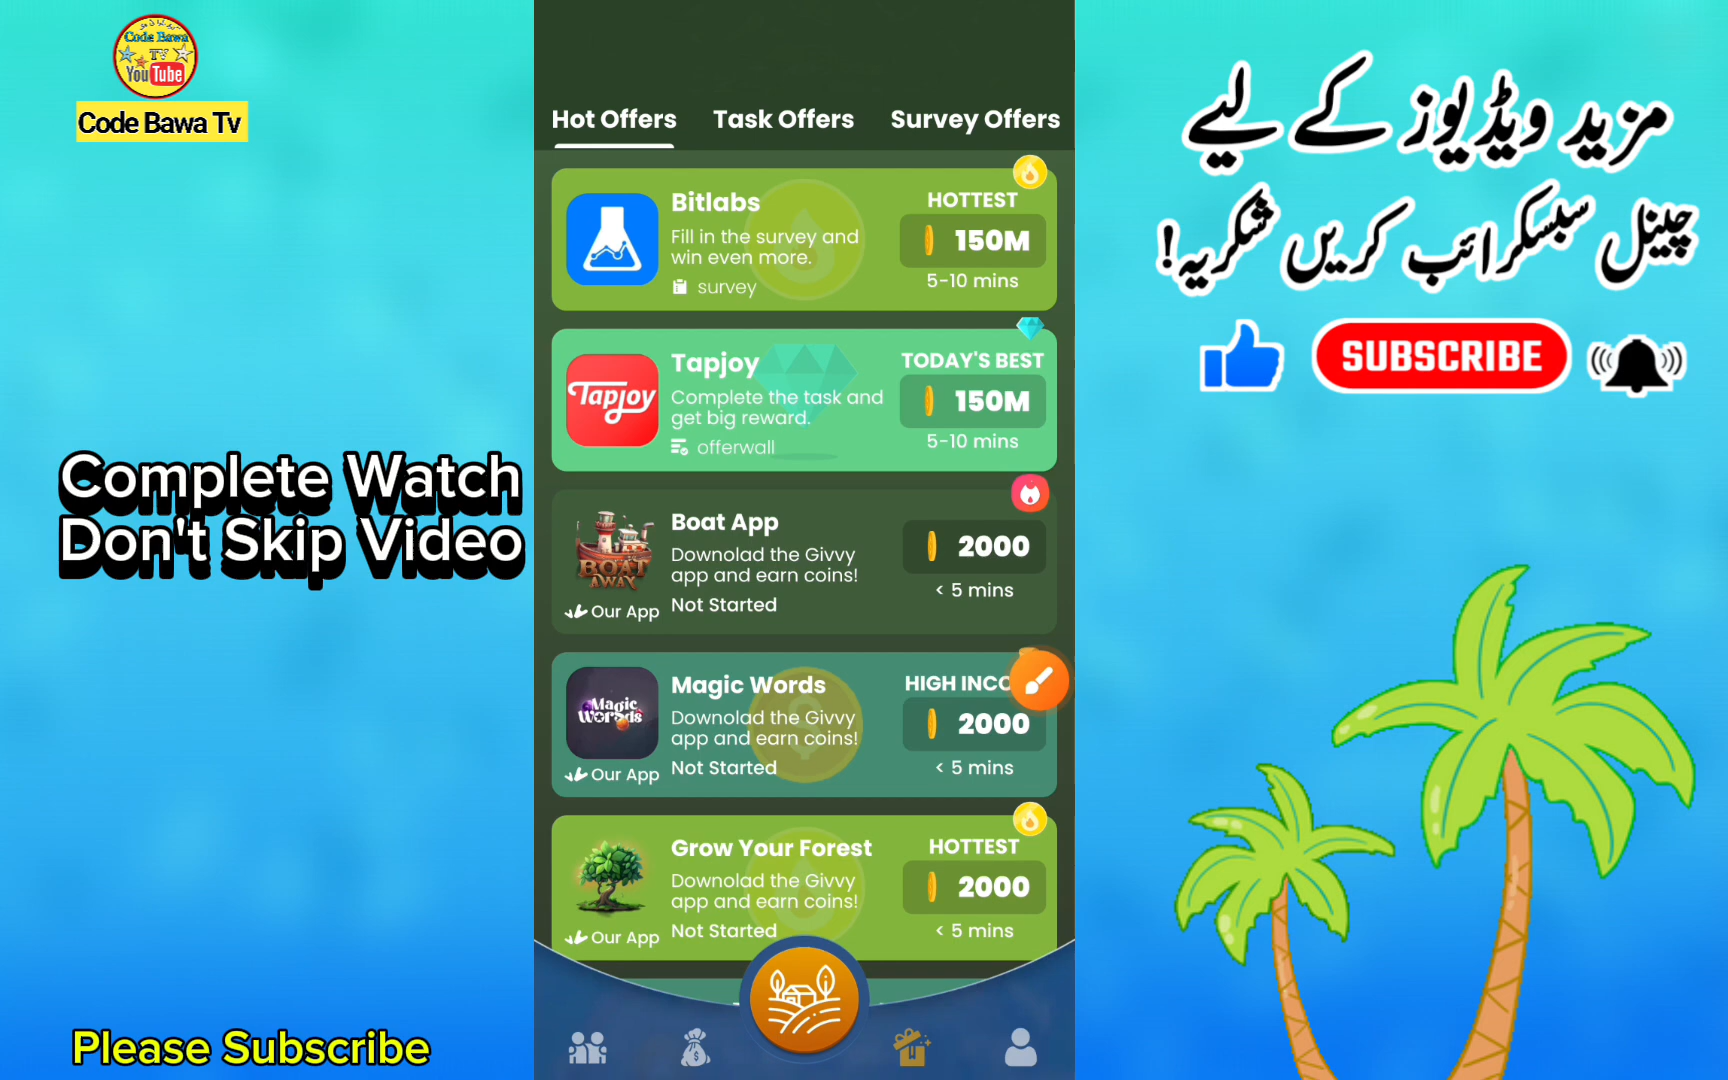 Code Bawa
TV
YouTube
Code Bawa Tv
Complete Watch
Don't Skip Video
Please Subscribe
Hot Offers
Task Offers
Survey Offers
Bitlabs
Fill in the survey and
win even more.
survey
HOTTEST
150M
5-10 mins
Tapjoy
Tapjoy
Complete the task and
get big reward.
offerwall
TODAY'S BEST
150M
5-10 mins
BOAT
AWAY
Our App
Boat App
Downolad the Givvy
app and earn coins!
Not Started
2000
< 5 mins
Magic
Words
Our App
Magic Words
Downolad the Givvy
app and earn coins!
Not Started
HIGH INCO
2000
< 5 mins
Our App
Grow Your Forest
Downolad the Givvy
app and earn coins!
Not Started
HOTTEST
2000
< 5 mins
مزید ویڈیوز کے لیے
چینل سبسکرائب کریں شکریہ!
SUBSCRIBE